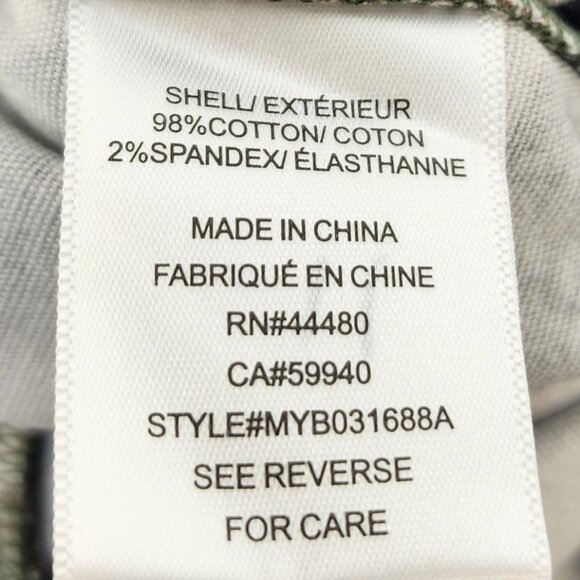 SHELL/ EXTÉRIEUR
98%COTTON/ COTON
2%SPANDEX/ ÉLASTHANNE
MADE IN CHINA
FABRIQUÉ EN CHINE
RN#44480
CA#59940
STYLE#MYB031688A
SEE REVERSE
FOR CARE